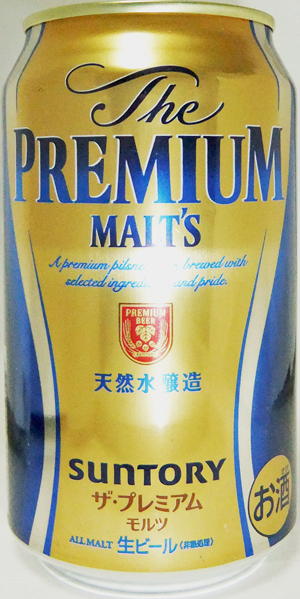 The
PREMIUM
MALT'S
A premium pilsner brewed with
selected ingredients and pride.
PREMIUM
BEER
天然水醸造
SUNTORY
ザ・プレミアム
モルツ
お酒
ALL MALT 生ビール〈非熱処理〉